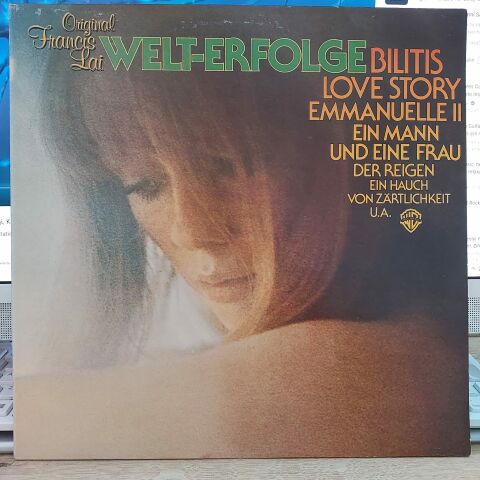 Original
Francis
Lai
WELT-ERFOLGE
BILITIS
LOVE STORY
EMMANUELLE II
EIN MANN
UND EINE FRAU
DER REIGEN
EIN HAUCH
VON ZÄRTLICHKEIT
U.A.